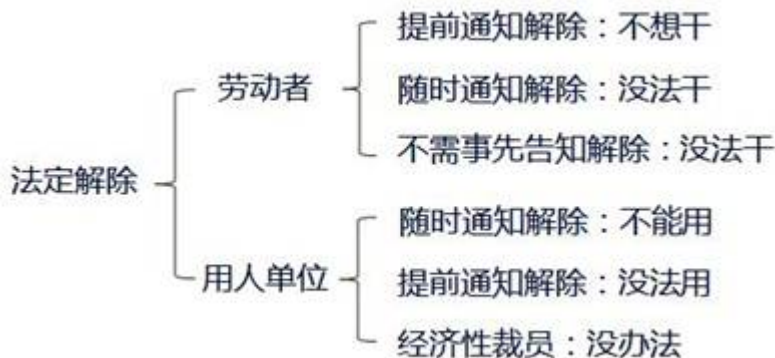 法定解除
劳动者
提前通知解除：不想干
随时通知解除：没法干
不需事先告知解除：没法干
用人单位
随时通知解除：不能用
提前通知解除：没法用
经济性裁员：没办法